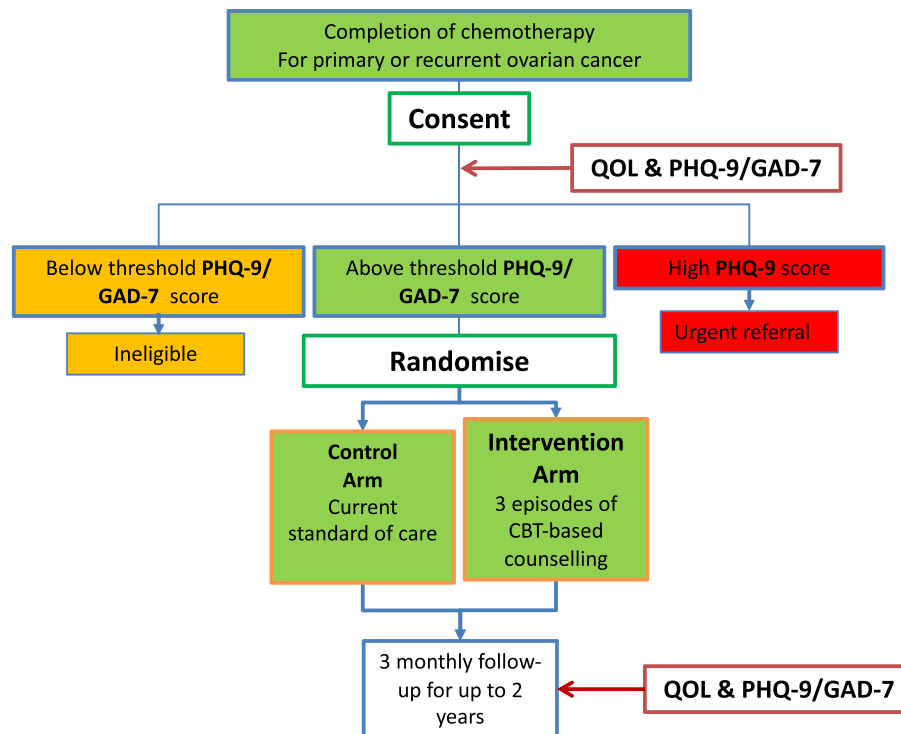 Completion of chemotherapy
For primary or recurrent ovarian cancer
Consent
QOL & PHQ-9/GAD-7
Below threshold PHQ-9/
GAD-7 score
Above threshold PHQ-9/
GAD-7 score
High PHQ-9 score
Ineligible
Urgent referral
Randomise
Control
Arm
Current
standard of care
Intervention
Arm
3 episodes of
CBT-based
counselling
3 monthly follow-
up for up to 2
years
QOL & PHQ-9/GAD-7